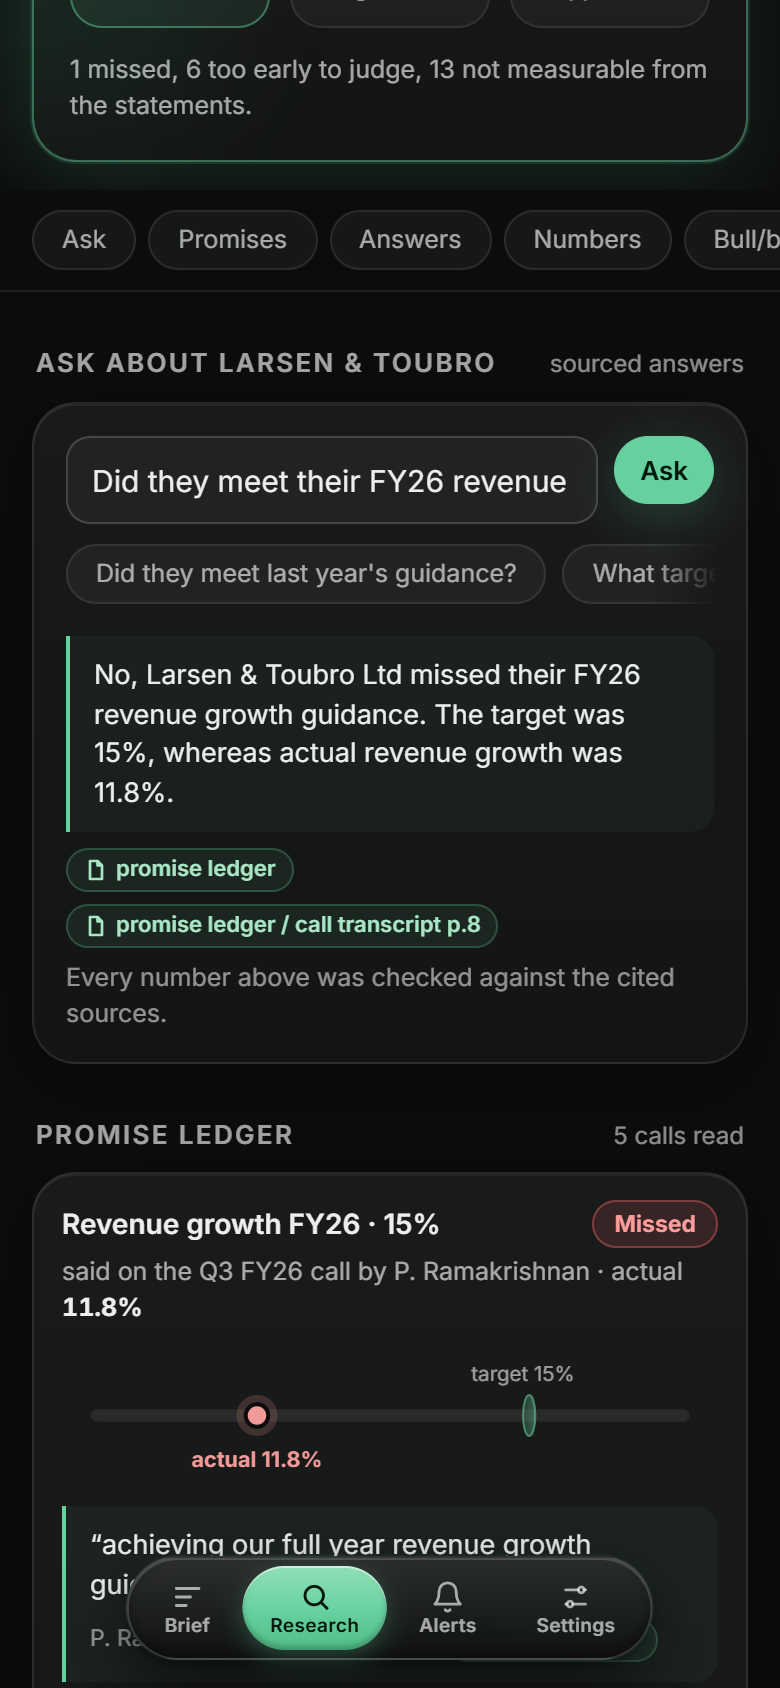 1 missed, 6 too early to judge, 13 not measurable from
the statements.
Ask
Promises
Answers
Numbers
Bull/b
ASK ABOUT LARSEN & TOUBRO
sourced answers
Did they meet their FY26 revenue
Ask
Did they meet last year's guidance?
What targe
No, Larsen & Toubro Ltd missed their FY26
revenue growth guidance. The target was
15%, whereas actual revenue growth was
11.8%.
promise ledger
promise ledger / call transcript p.8
Every number above was checked against the cited
sources.
PROMISE LEDGER
5 calls read
Revenue growth FY26 · 15%
Missed
said on the Q3 FY26 call by P. Ramakrishnan · actual
11.8%
target 15%
actual 11.8%
“achieving our full year revenue growth
P.
Brief
Research
Alerts
Settings